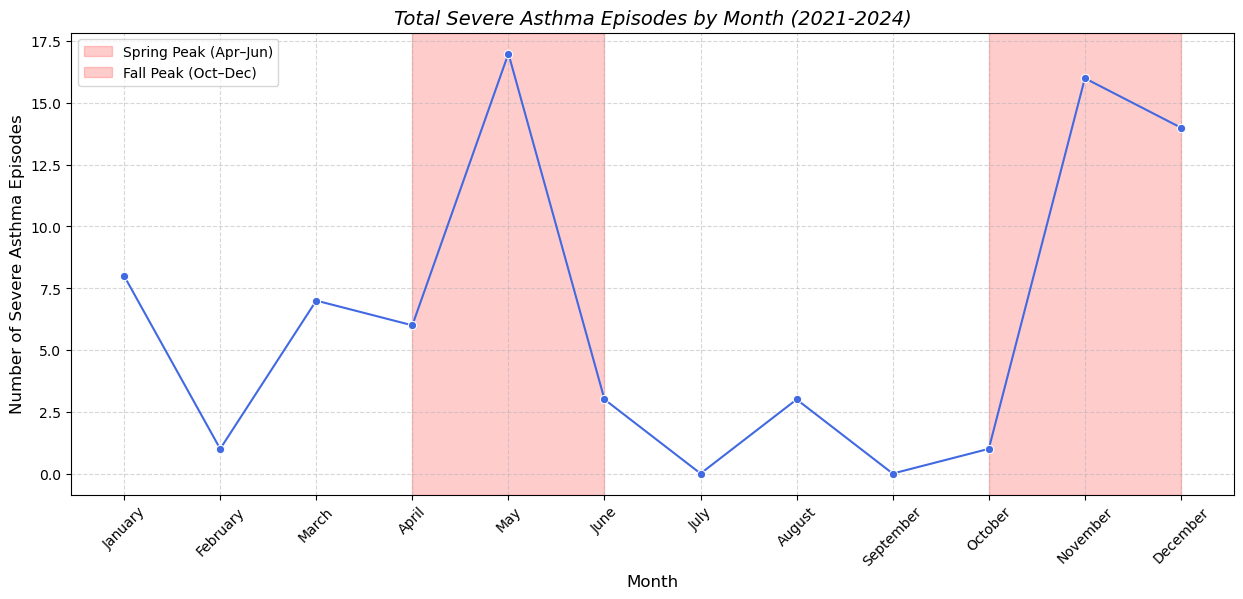 Total Severe Asthma Episodes by Month (2021-2024)
Spring Peak (Apr–Jun)
Fall Peak (Oct–Dec)
Number of Severe Asthma Episodes
17.5
15.0
12.5
10.0
7.5
5.0
2.5
0.0
January
February
March
April
May
June
July
August
September
October
November
December
Month